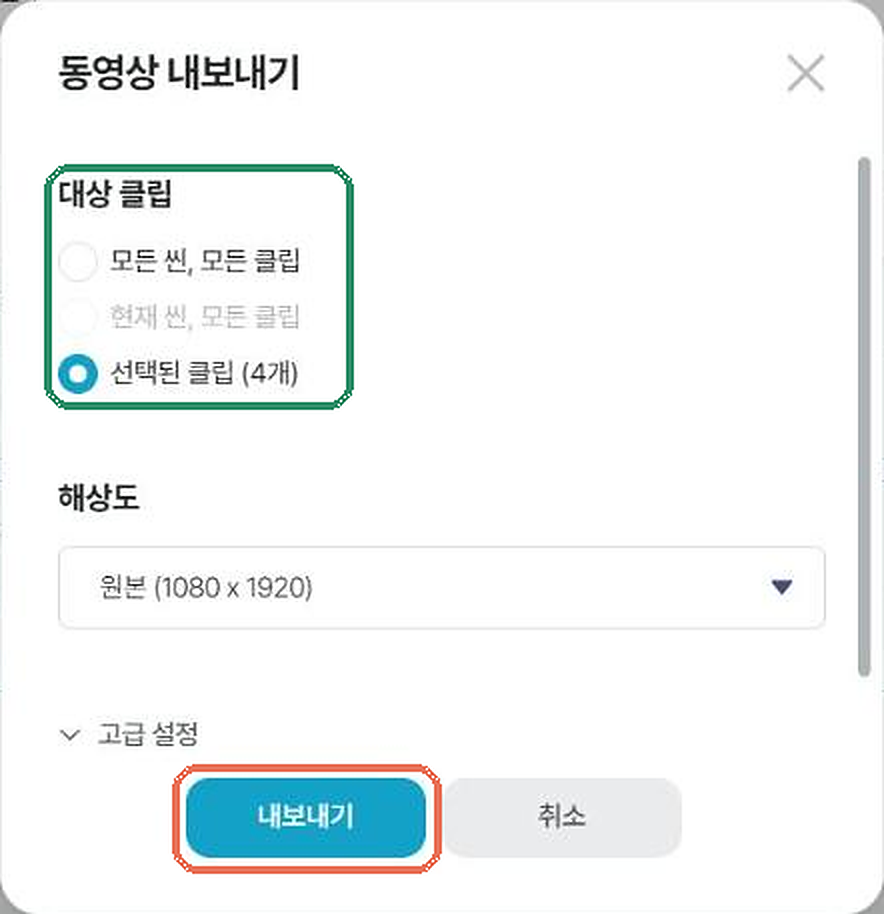 동영상 내보내기
대상 클립
모든 씬, 모든 클립
현재 씬, 모든 클립
선택된 클립 (4개)
해상도
원본 (1080 x 1920)
고급 설정
내보내기
취소